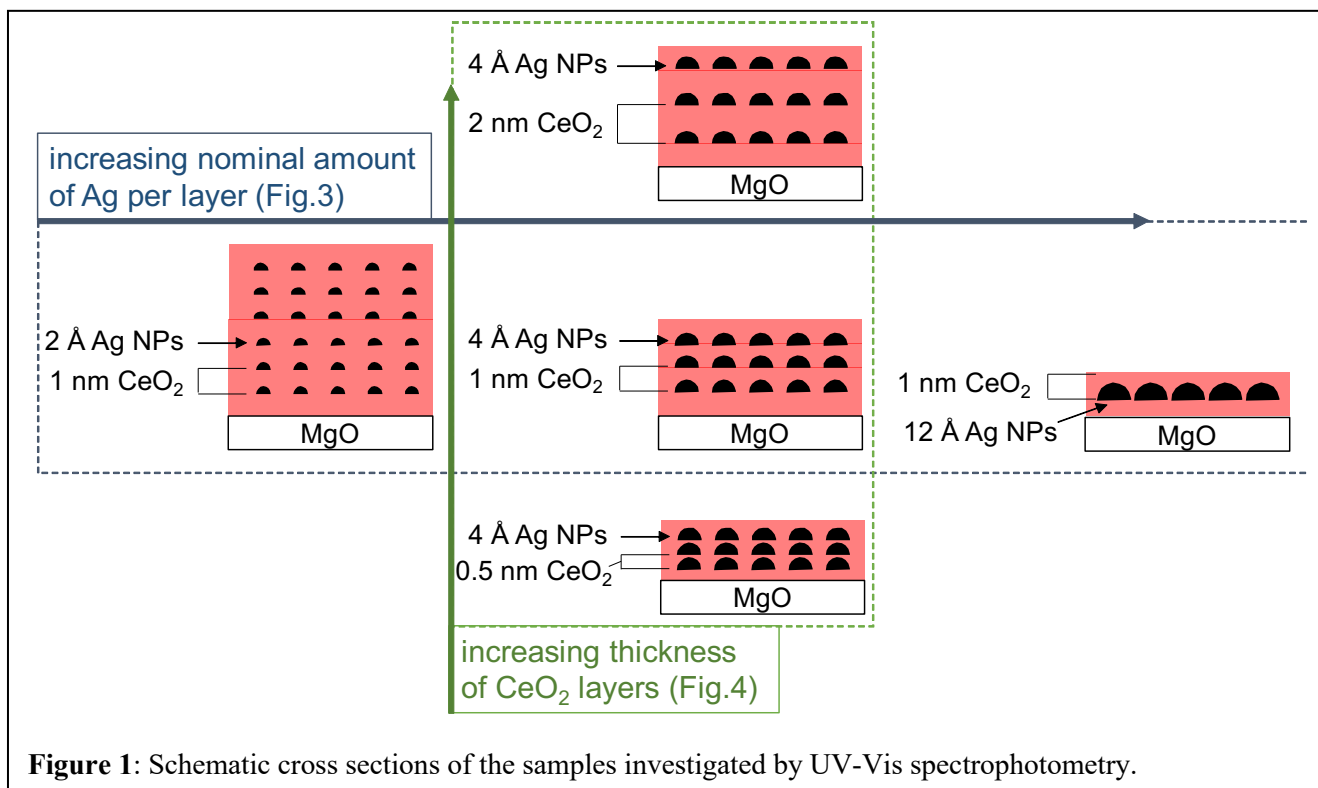 4 Å Ag NPs
2 nm CeO₂
MgO
increasing nominal amount
of Ag per layer (Fig.3)
2 Å Ag NPs
1 nm CeO₂
MgO
4 Å Ag NPs
1 nm CeO₂
MgO
1 nm CeO₂
12 Å Ag NPs
MgO
4 Å Ag NPs
0.5 nm CeO₂
MgO
increasing thickness
of CeO₂ layers (Fig.4)
Figure 1: Schematic cross sections of the samples investigated by UV-Vis spectrophotometry.